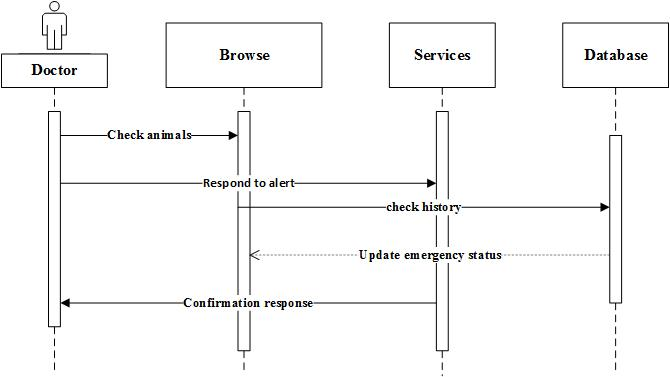 Doctor
Browse
Services
Database
Check animals
Respond to alert
check history
Update emergency status
Confirmation response